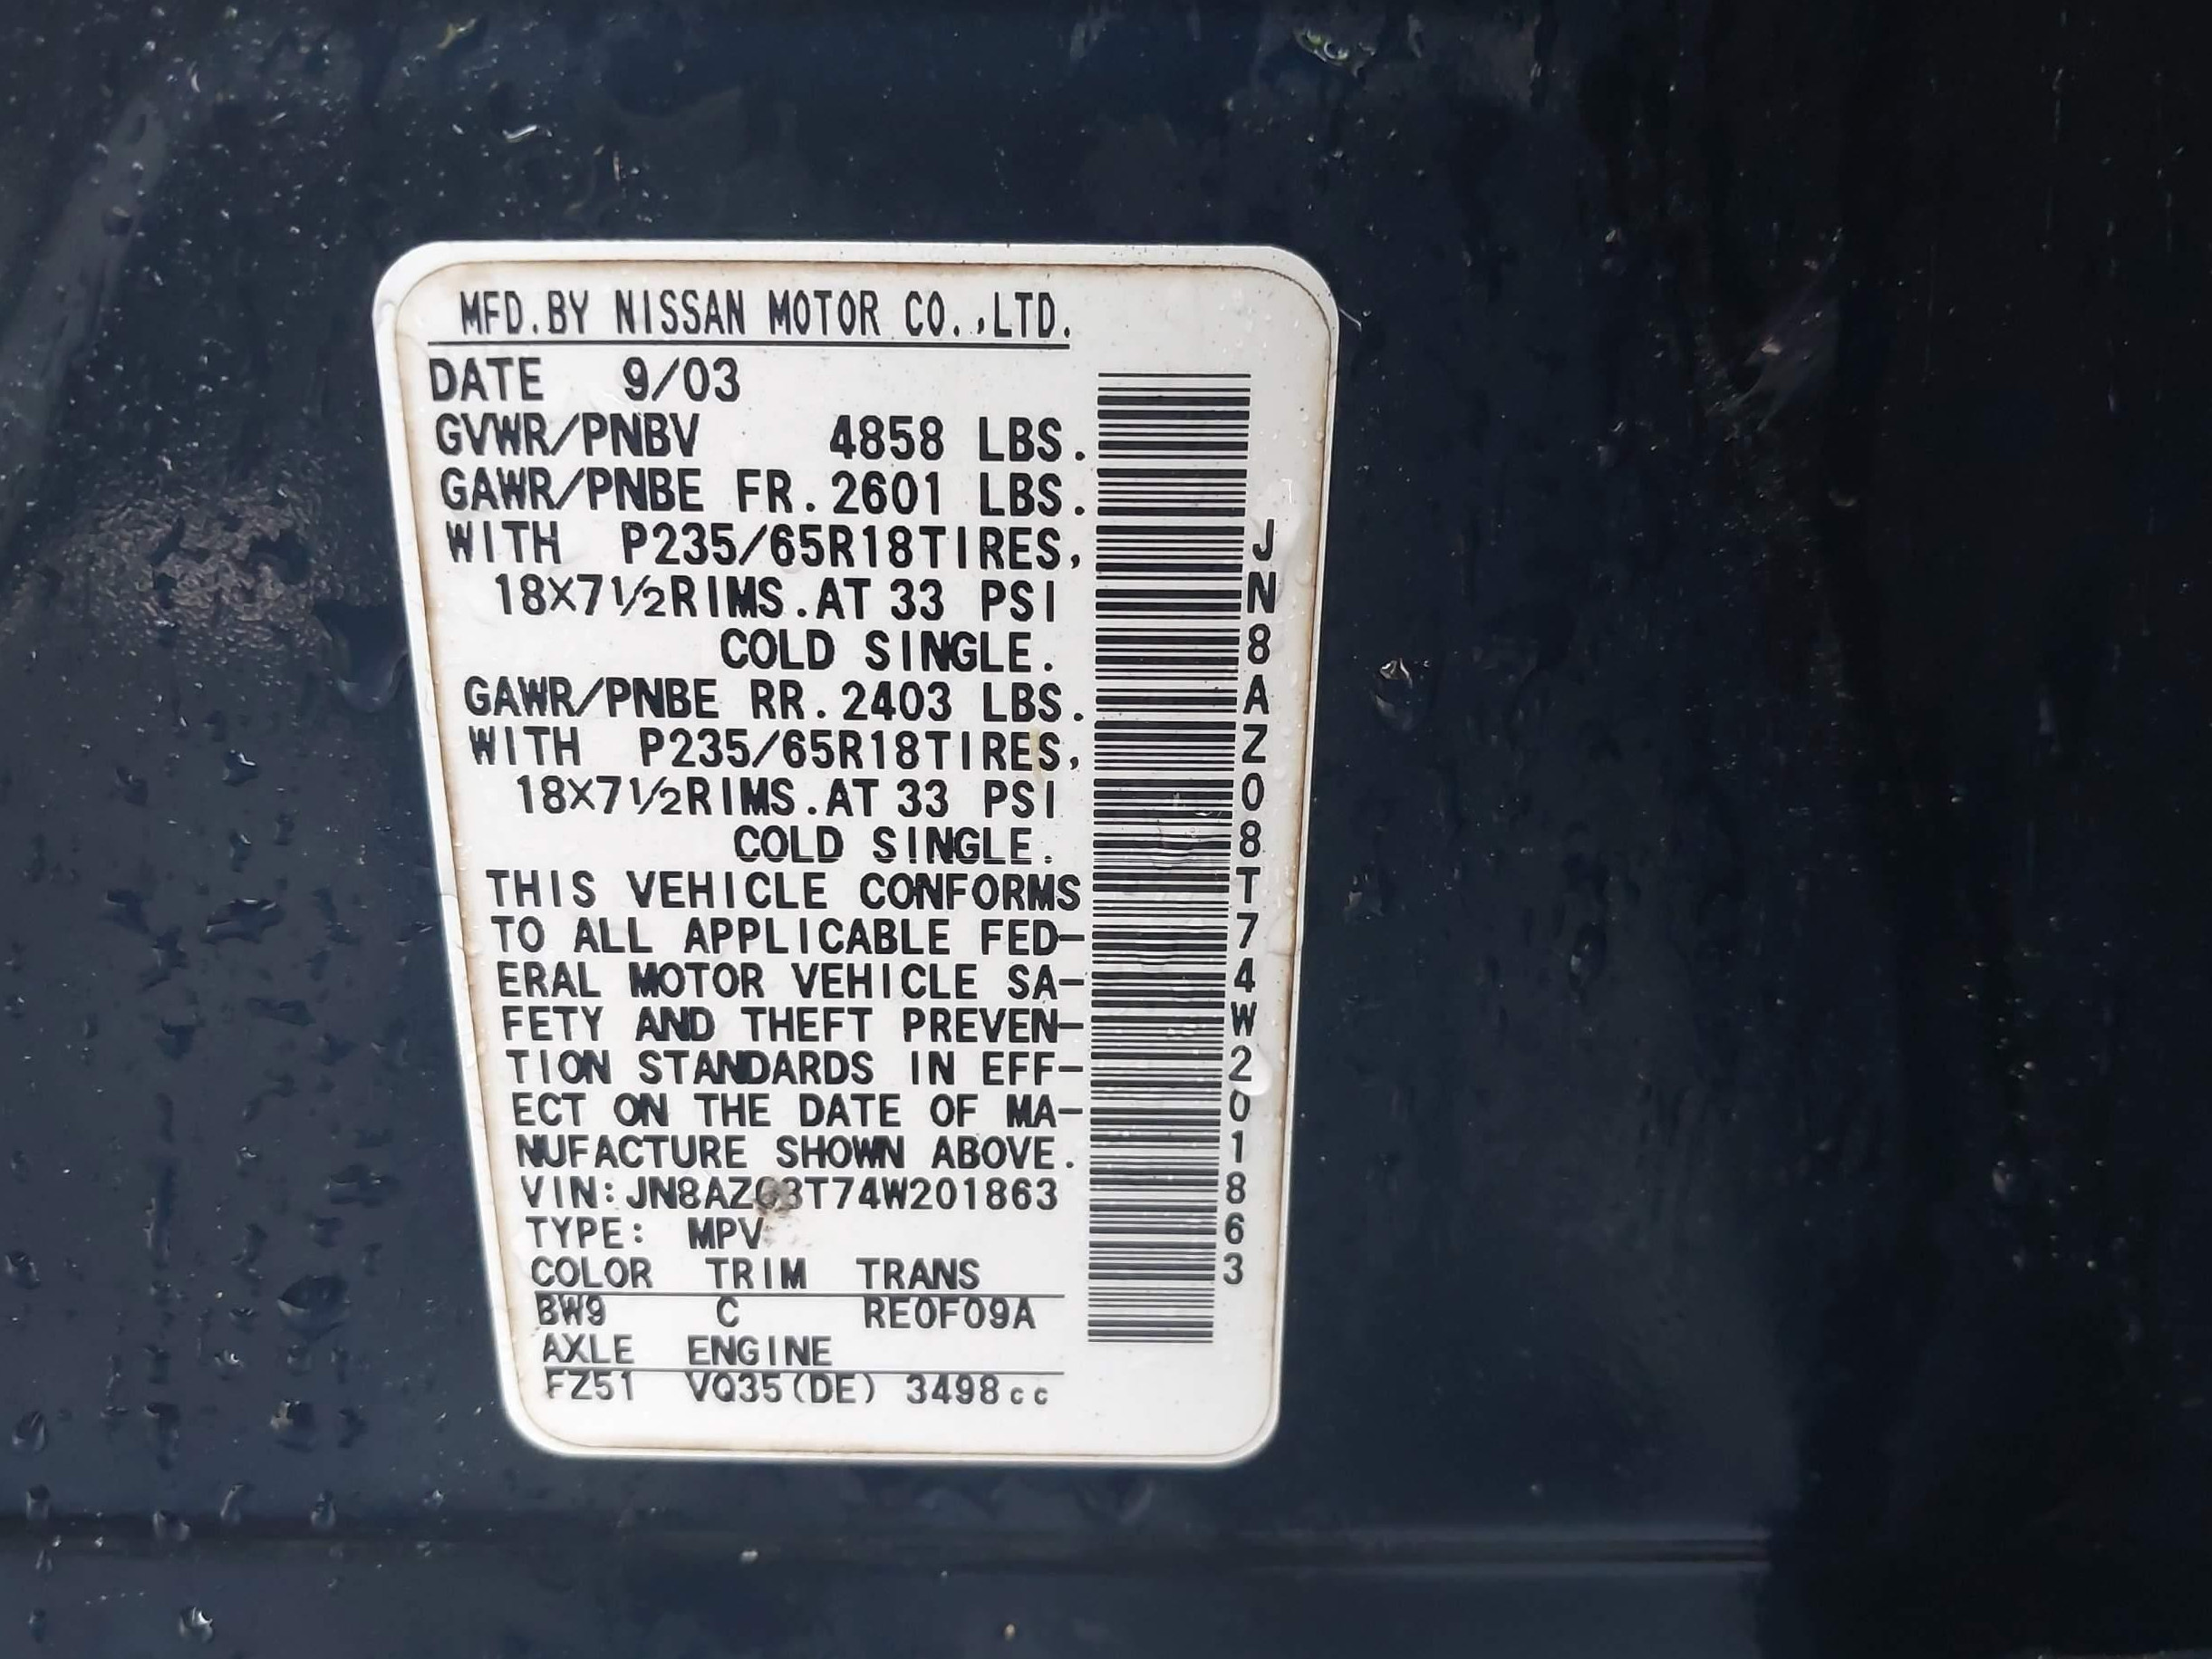 MFD.BY NISSAN MOTOR CO.,LTD.
DATE 9/03
GVWR/PNBV 4858 LBS.
GAWR/PNBE FR.2601 LBS.
WITH P235/65R18TIRES,
18X7½RIMS.AT 33 PSI
COLD SINGLE.
GAWR/PNBE RR.2403 LBS.
WITH P235/65R18TIRES,
18X7½RIMS.AT 33 PSI
COLD SINGLE.
THIS VEHICLE CONFORMS
TO ALL APPLICABLE FED-
ERAL MOTOR VEHICLE SA-
FETY AND THEFT PREVEN-
TION STANDARDS IN EFF-
ECT ON THE DATE OF MA-
NUFACTURE SHOWN ABOVE.
VIN:JN8AZ08T74W201863
TYPE: MPV
COLOR TRIM TRANS
BW9 C RE0F09A
AXLE ENGINE
FZ51 VQ35(DE) 3498cc
JN8AZ08T74W201863